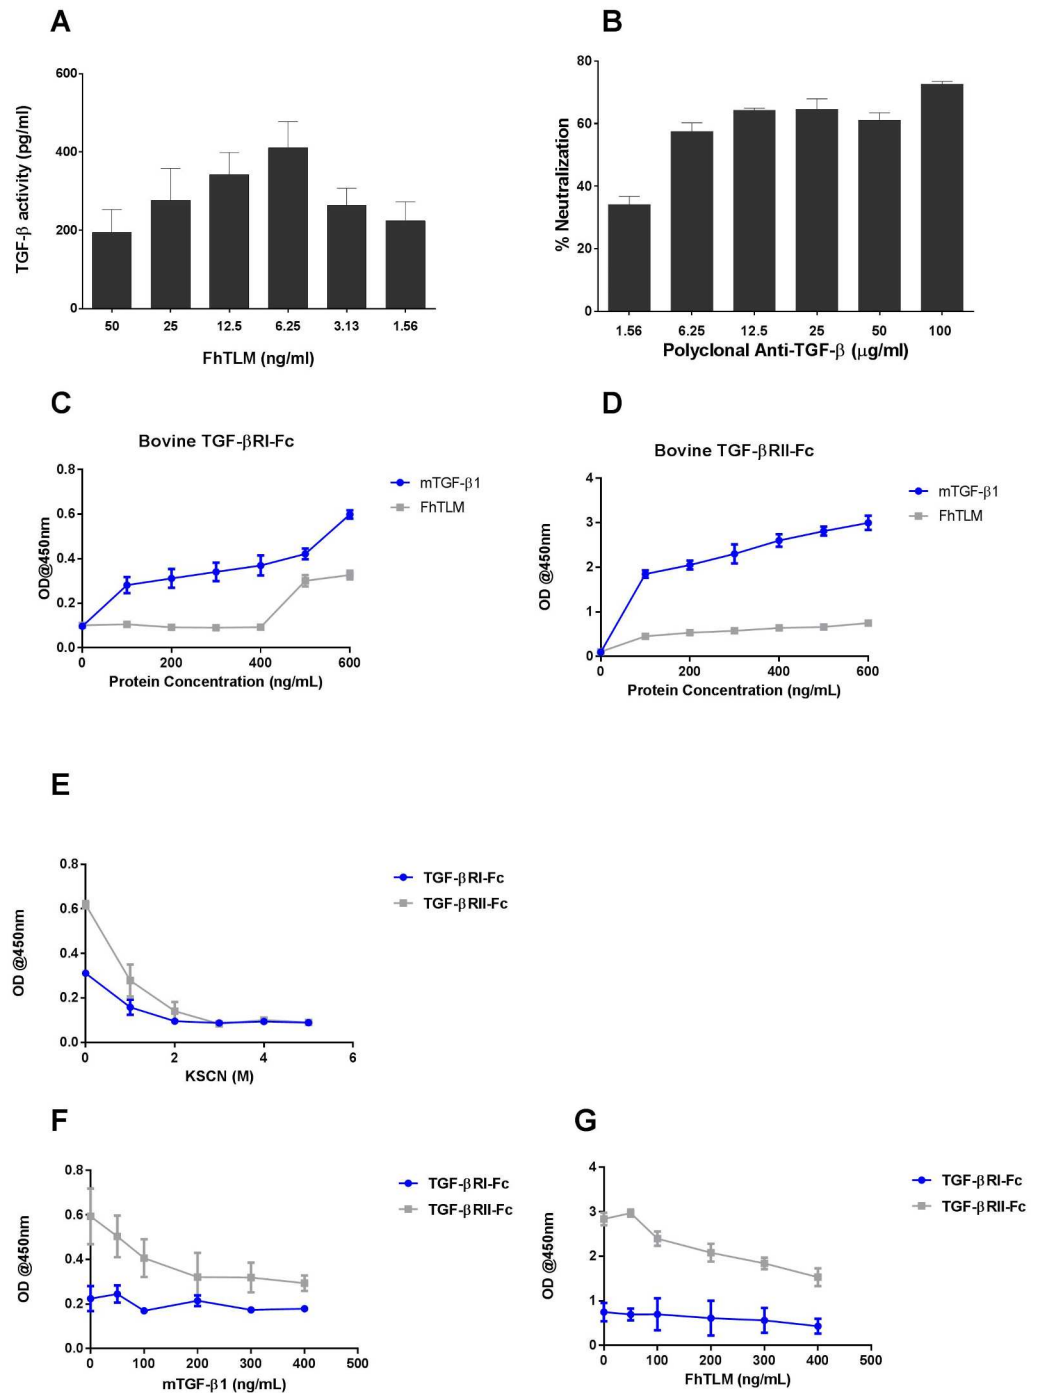 A
TGF-β activity (pg/ml)
600
400
200
0
50 25 12.5 6.25 3.13 1.56
FhTLM (ng/ml)
B
% Neutralization
80
60
40
20
0
1.56 6.25 12.5 25 50 100
Polyclonal Anti-TGF-β (μg/ml)
C
Bovine TGF-βRI-Fc
OD@450nm
0.8
0.6
0.4
0.2
0.0
0 200 400 600
Protein Concentration (ng/mL)
mTGF-β1
FhTLM
D
Bovine TGF-βRII-Fc
OD @450nm
4
3
2
1
0
0 200 400 600
Protein Concentration (ng/mL)
mTGF-β1
FhTLM
E
OD @450nm
0.8
0.6
0.4
0.2
0.0
0 2 4 6
KSCN (M)
TGF-βRI-Fc
TGF-βRII-Fc
F
OD @450nm
0.8
0.6
0.4
0.2
0.0
0 100 200 300 400 500
mTGF-β1 (ng/mL)
TGF-βRI-Fc
TGF-βRII-Fc
G
OD @450nm
4
3
2
1
0
0 100 200 300 400 500
FhTLM (ng/mL)
TGF-βRI-Fc
TGF-βRII-Fc